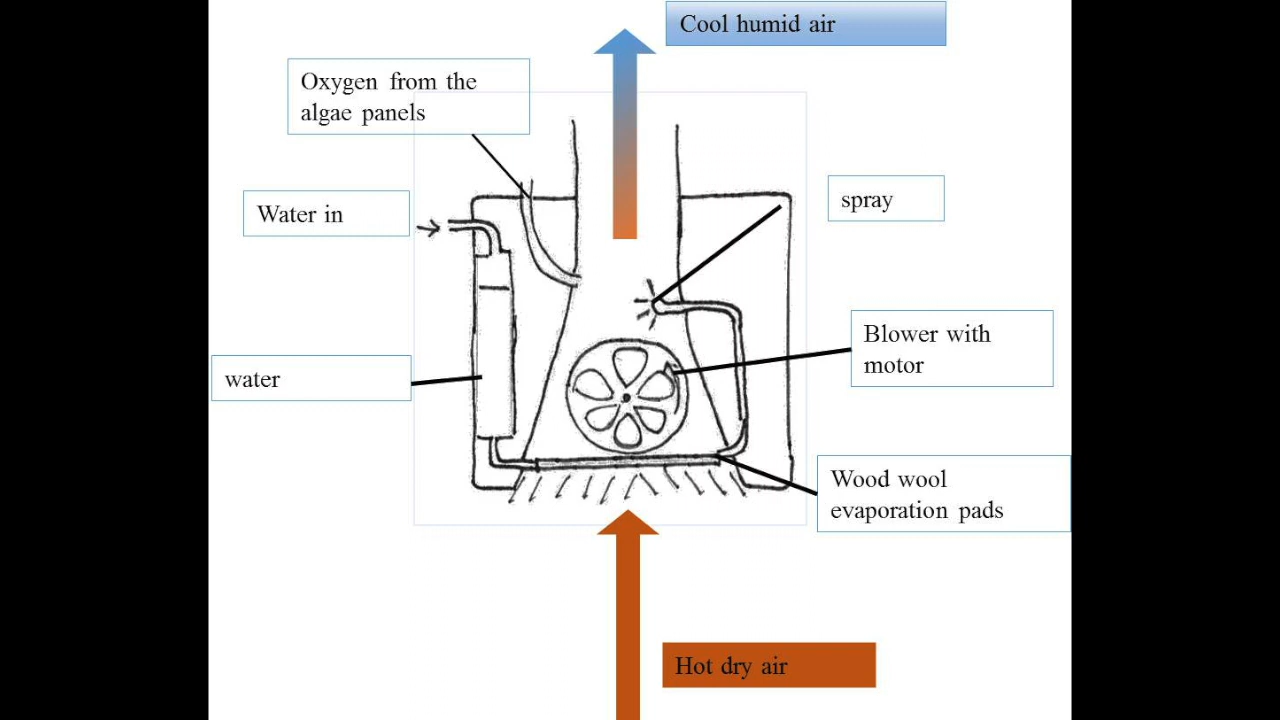 Cool humid air
Oxygen from the
algae panels
Water in
spray
Blower with
motor
water
Wood wool
evaporation pads
Hot dry air